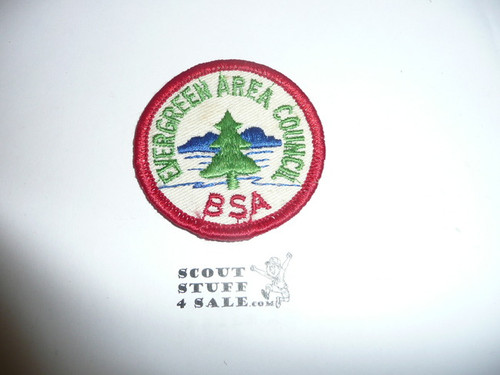 EVERGREEN AREA COUNCIL
BSA
SCOUT
STUFF
4 SALE.COM